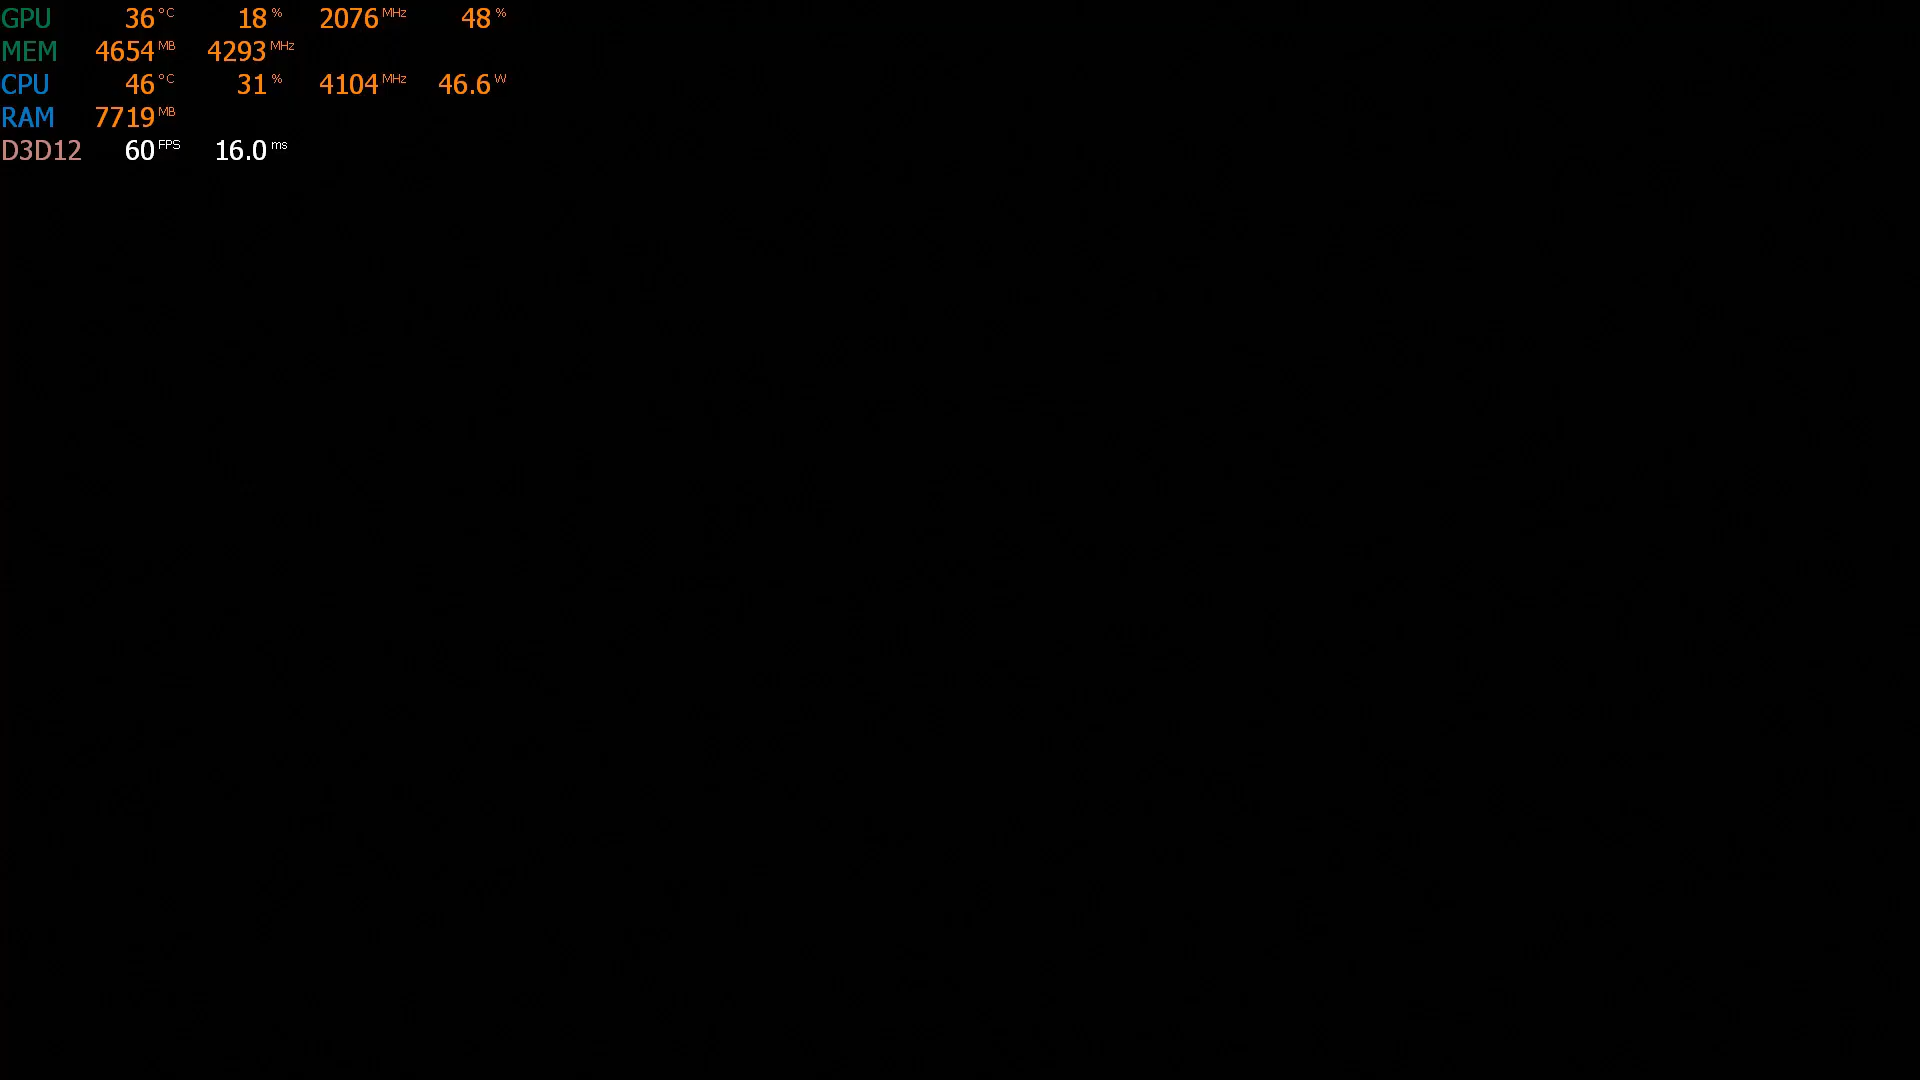 GPU 36 °C 18 % 2076 MHz 48 %
MEM 4654 MB 4293 MHz
CPU 46 °C 31 % 4104 MHz 46.6 W
RAM 7719 MB
D3D12 60 FPS 16.0 ms